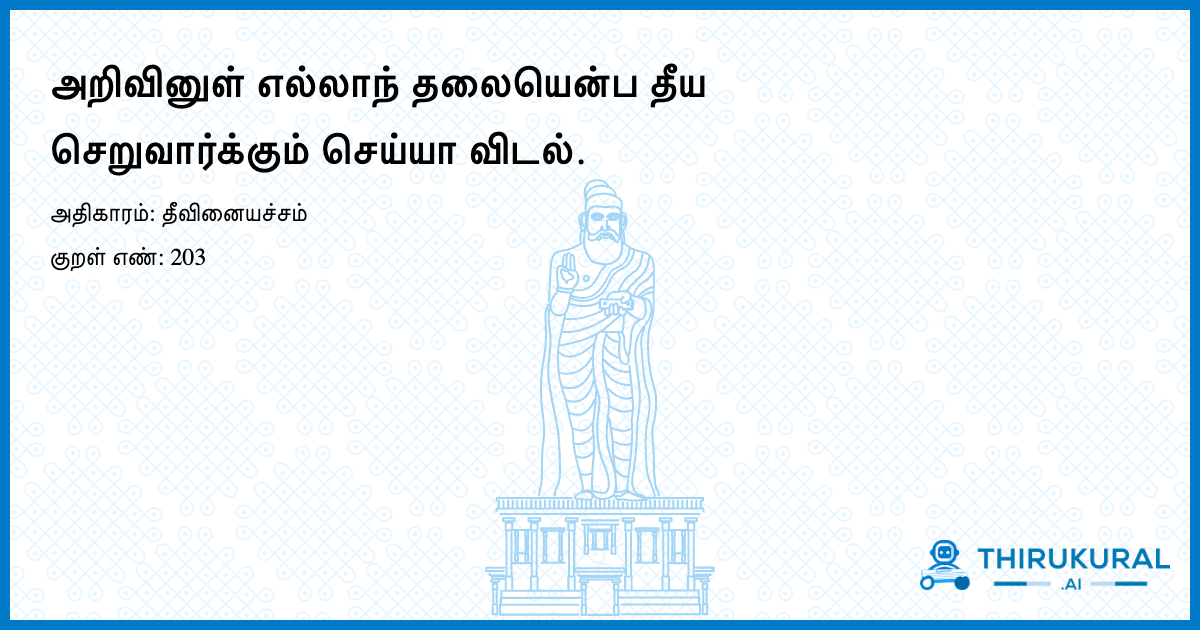 அறிவினுள் எல்லாந் தலையென்ப தீய
செறுவார்க்கும் செய்யா விடல்.
அதிகாரம்: தீவினையச்சம்
குறள் எண்: 203
THIRUKURAL
.AI